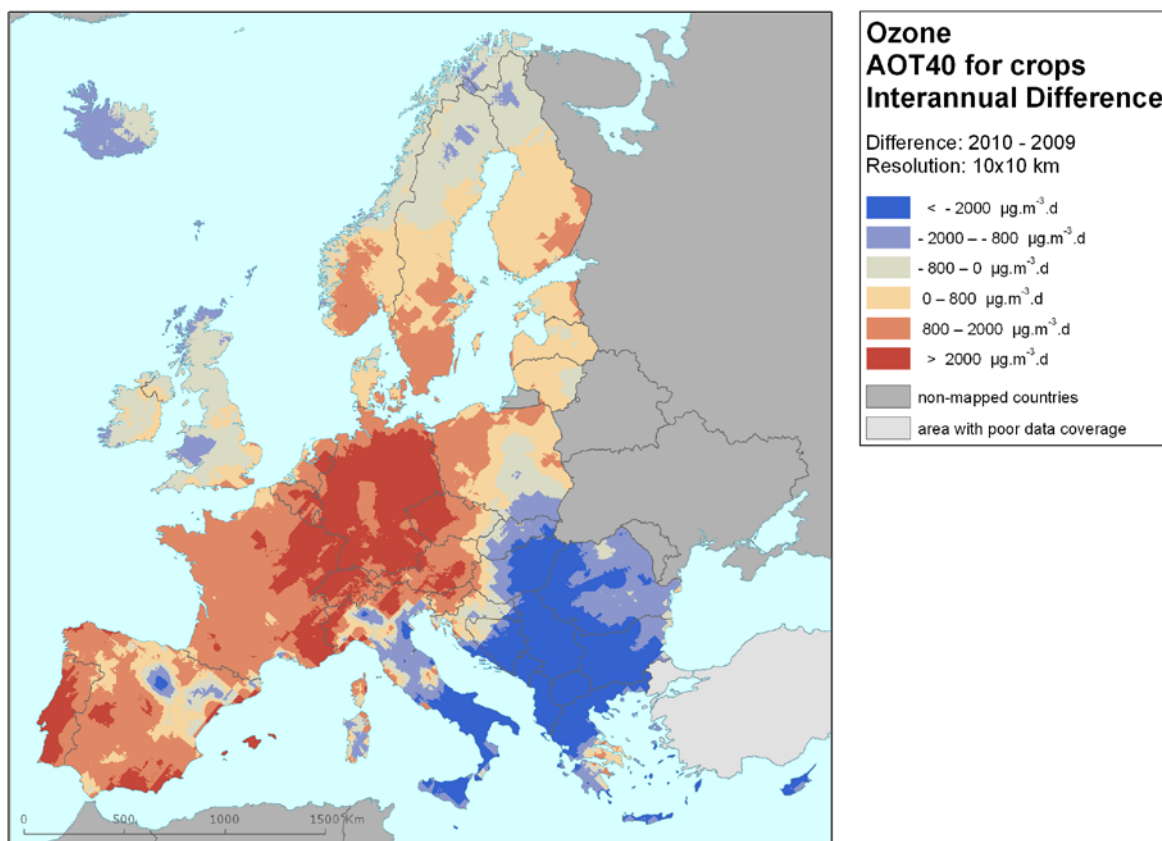 Ozone
AOT40 for crops
Interannual Difference
Difference: 2010 - 2009
Resolution: 10x10 km
< - 2000 µg.m⁻³.d
- 2000 – - 800 µg.m⁻³.d
- 800 – 0 µg.m⁻³.d
0 – 800 µg.m⁻³.d
800 – 2000 µg.m⁻³.d
> 2000 µg.m⁻³.d
non-mapped countries
area with poor data coverage
0 500 1000 1500 Km